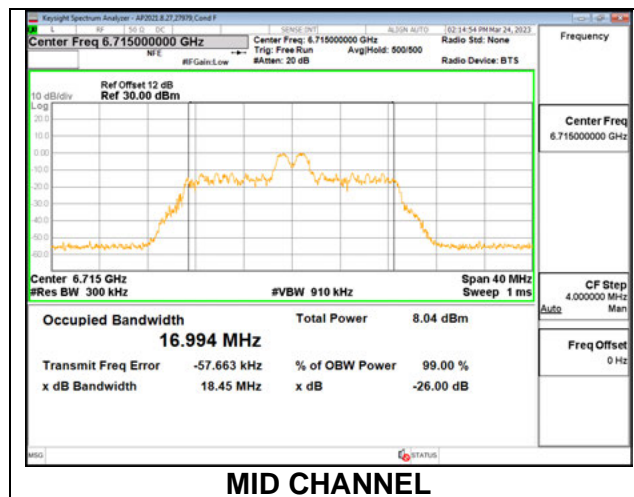 Keysight Spectrum Analyzer - AP2021.8.27,27979,Cond F
L RF 50 Ω DC SENSE:INT ALIGN AUTO 02:14:54 PM Mar 24, 2023
Center Freq 6.715000000 GHz
NFE
#IFGain:Low
Center Freq: 6.715000000 GHz
Trig: Free Run Avg|Hold: 500/500
#Atten: 20 dB
Radio Std: None
Radio Device: BTS
Frequency
Ref Offset 12 dB
10 dB/div Ref 30.00 dBm
Log
20.0
10.0
0.00
-10.0
-20.0
-30.0
-40.0
-50.0
-60.0
Center Freq
6.715000000 GHz
Center 6.715 GHz Span 40 MHz
#Res BW 300 kHz #VBW 910 kHz Sweep 1 ms
CF Step
4.000000 MHz
Auto Man
Occupied Bandwidth Total Power 8.04 dBm
16.994 MHz
Transmit Freq Error -57.663 kHz % of OBW Power 99.00 %
x dB Bandwidth 18.45 MHz x dB -26.00 dB
Freq Offset
0 Hz
MSG STATUS
MID CHANNEL